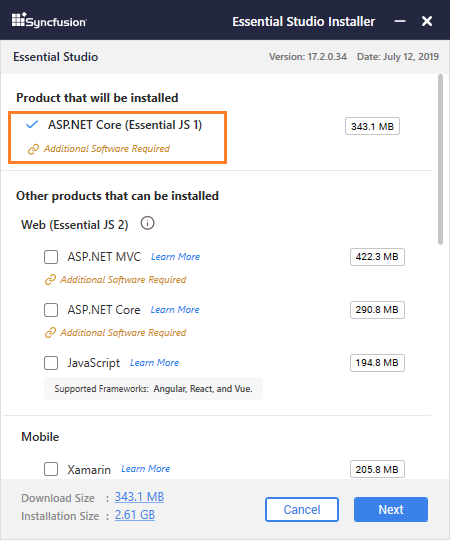 Syncfusion Essential Studio Installer
Essential Studio Version: 17.2.0.34 Date: July 12, 2019
Product that will be installed
ASP.NET Core (Essential JS 1) 343.1 MB
Additional Software Required
Other products that can be installed
Web (Essential JS 2)
ASP.NET MVC Learn More 422.3 MB
Additional Software Required
ASP.NET Core Learn More 290.8 MB
Additional Software Required
JavaScript Learn More 194.8 MB
Supported Frameworks: Angular, React, and Vue.
Mobile
Xamarin Learn More 205.8 MB
Download Size : 343.1 MB
Installation Size : 2.61 GB
Cancel Next